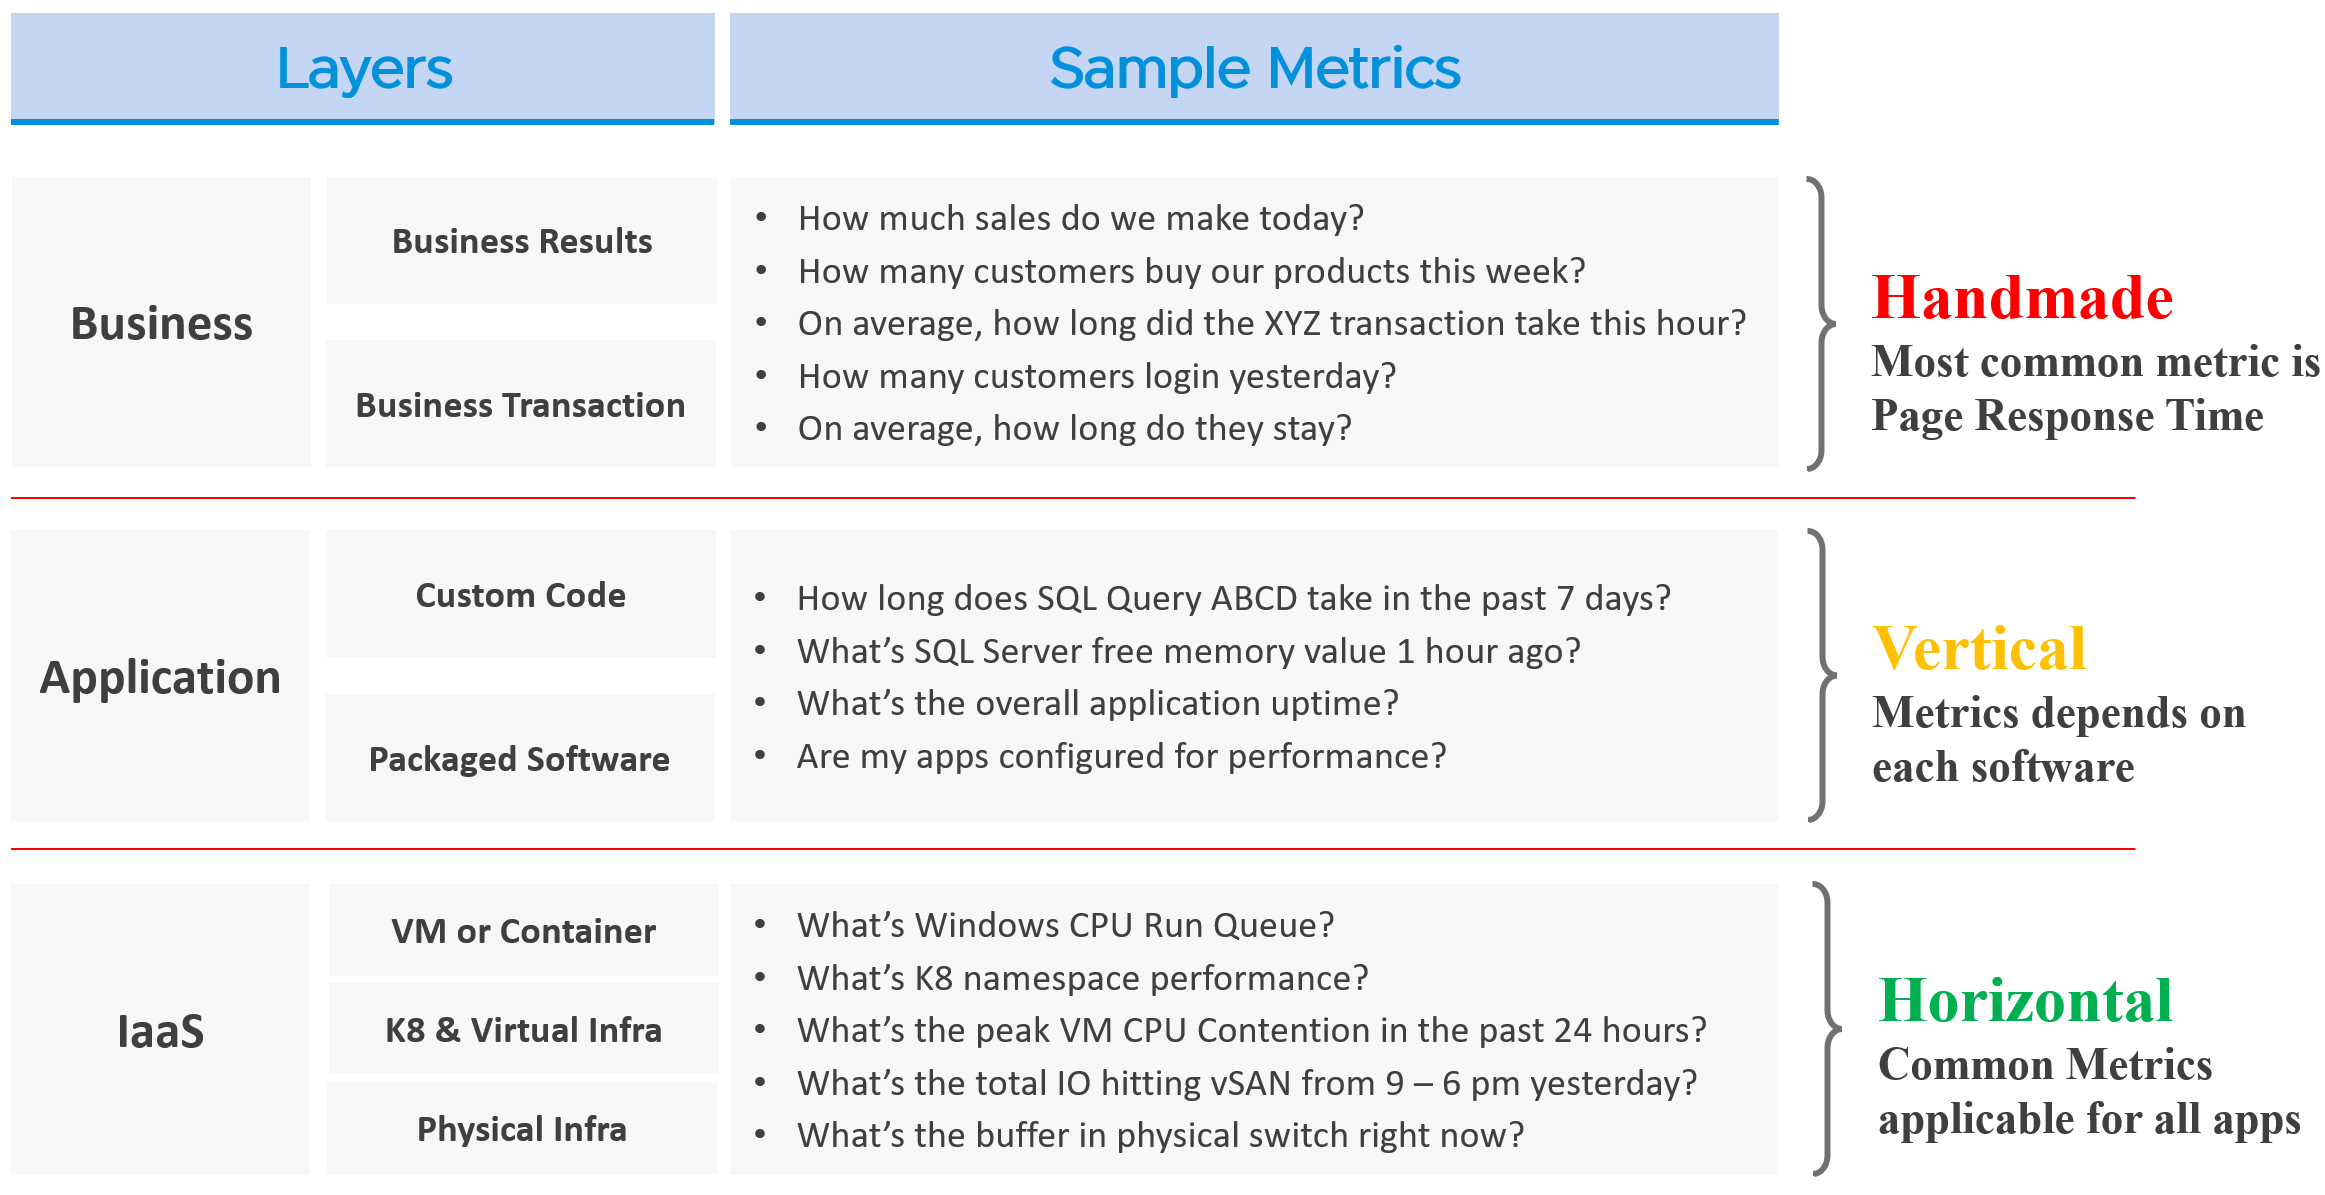 Layers
Sample Metrics
Business
Business Results
Business Transaction
• How much sales do we make today?
• How many customers buy our products this week?
• On average, how long did the XYZ transaction take this hour?
• How many customers login yesterday?
• On average, how long do they stay?
Handmade
Most common metric is
Page Response Time
Application
Custom Code
Packaged Software
• How long does SQL Query ABCD take in the past 7 days?
• What’s SQL Server free memory value 1 hour ago?
• What’s the overall application uptime?
• Are my apps configured for performance?
Vertical
Metrics depends on
each software
IaaS
VM or Container
K8 & Virtual Infra
Physical Infra
• What’s Windows CPU Run Queue?
• What’s K8 namespace performance?
• What’s the peak VM CPU Contention in the past 24 hours?
• What’s the total IO hitting vSAN from 9 – 6 pm yesterday?
• What’s the buffer in physical switch right now?
Horizontal
Common Metrics
applicable for all apps